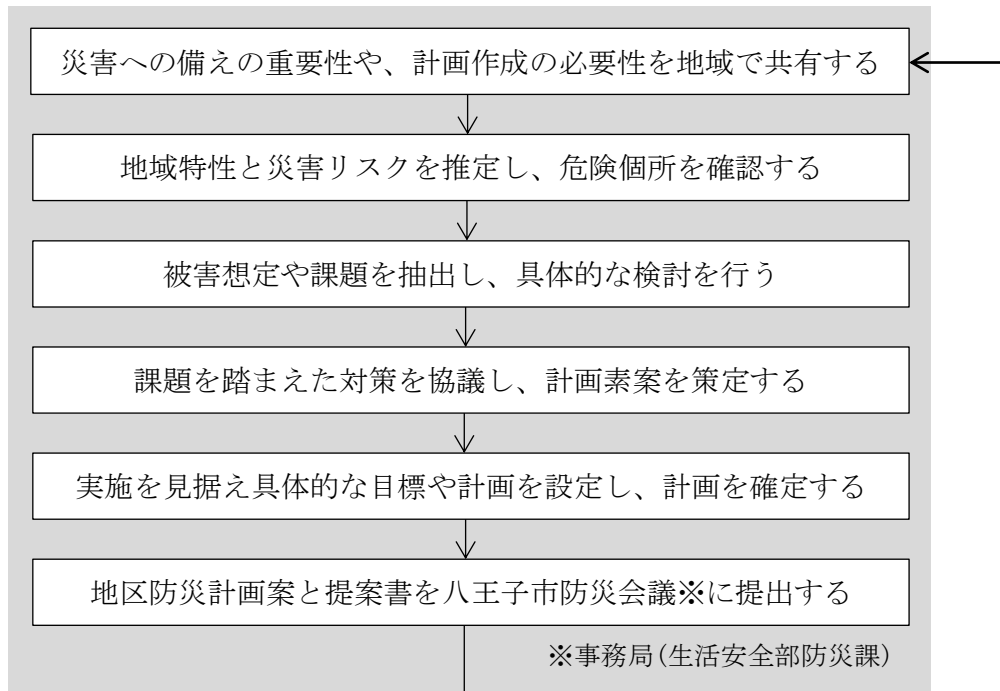 災害への備えの重要性や、計画作成の必要性を地域で共有する
地域特性と災害リスクを推定し、危険個所を確認する
被害想定や課題を抽出し、具体的な検討を行う
課題を踏まえた対策を協議し、計画素案を策定する
実施を見据え具体的な目標や計画を設定し、計画を確定する
地区防災計画案と提案書を八王子市防災会議※に提出する
※事務局(生活安全部防災課)